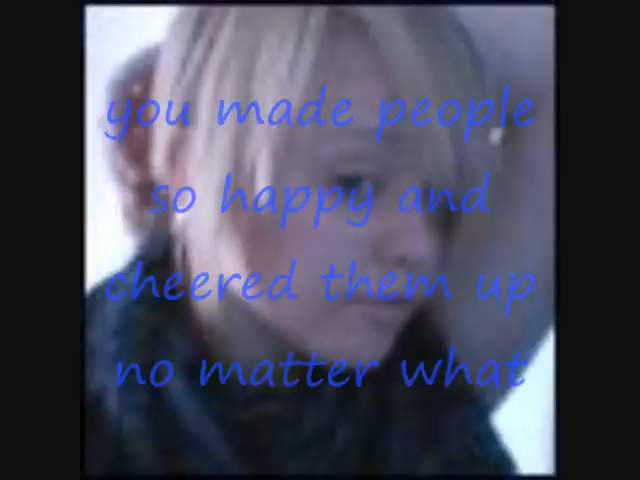 you made people
so happy and
cheered them up
no matter what